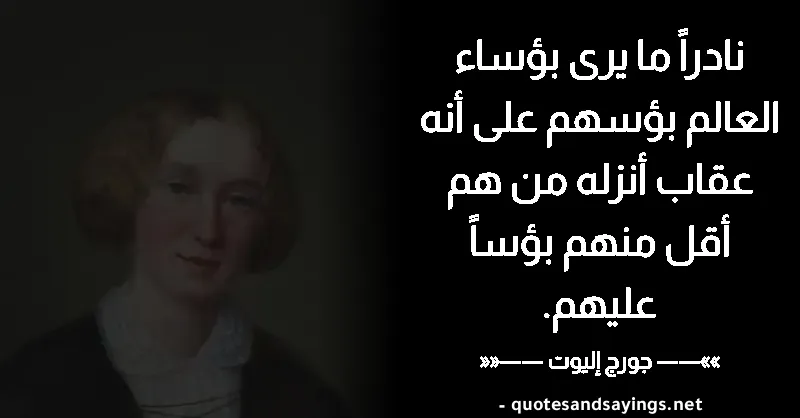 نادراً ما يرى بؤساء
العالم بؤسهم على أنه
عقاب أنزله من هم
أقل منهم بؤساً
عليهم.
»»—— جورج إليوت ——««
- quotesandsayings.net